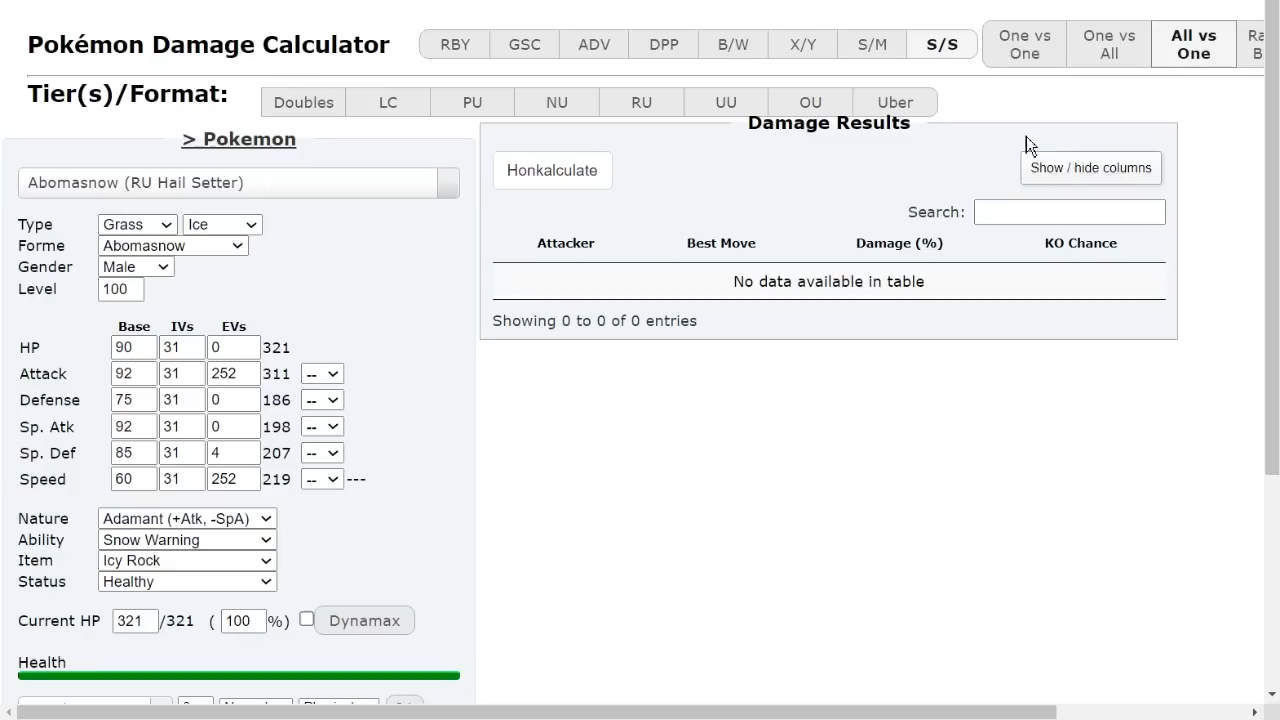 Pokémon Damage Calculator
RBY GSC ADV DPP B/W X/Y S/M S/S
One vs One
One vs All
All vs One
Tier(s)/Format:
Doubles LC PU NU RU UU OU Uber
> Pokemon
Abomasnow (RU Hail Setter)
Type Grass Ice
Forme Abomasnow
Gender Male
Level 100
Base IVs EVs
HP 90 31 0 321
Attack 92 31 252 311 --
Defense 75 31 0 186 --
Sp. Atk 92 31 0 198 --
Sp. Def 85 31 4 207 --
Speed 60 31 252 219 -- ---
Nature Adamant (+Atk, -SpA)
Ability Snow Warning
Item Icy Rock
Status Healthy
Current HP 321 /321 ( 100 %) Dynamax
Health
Damage Results
Honkalculate
Show / hide columns
Search:
Attacker Best Move Damage (%) KO Chance
No data available in table
Showing 0 to 0 of 0 entries